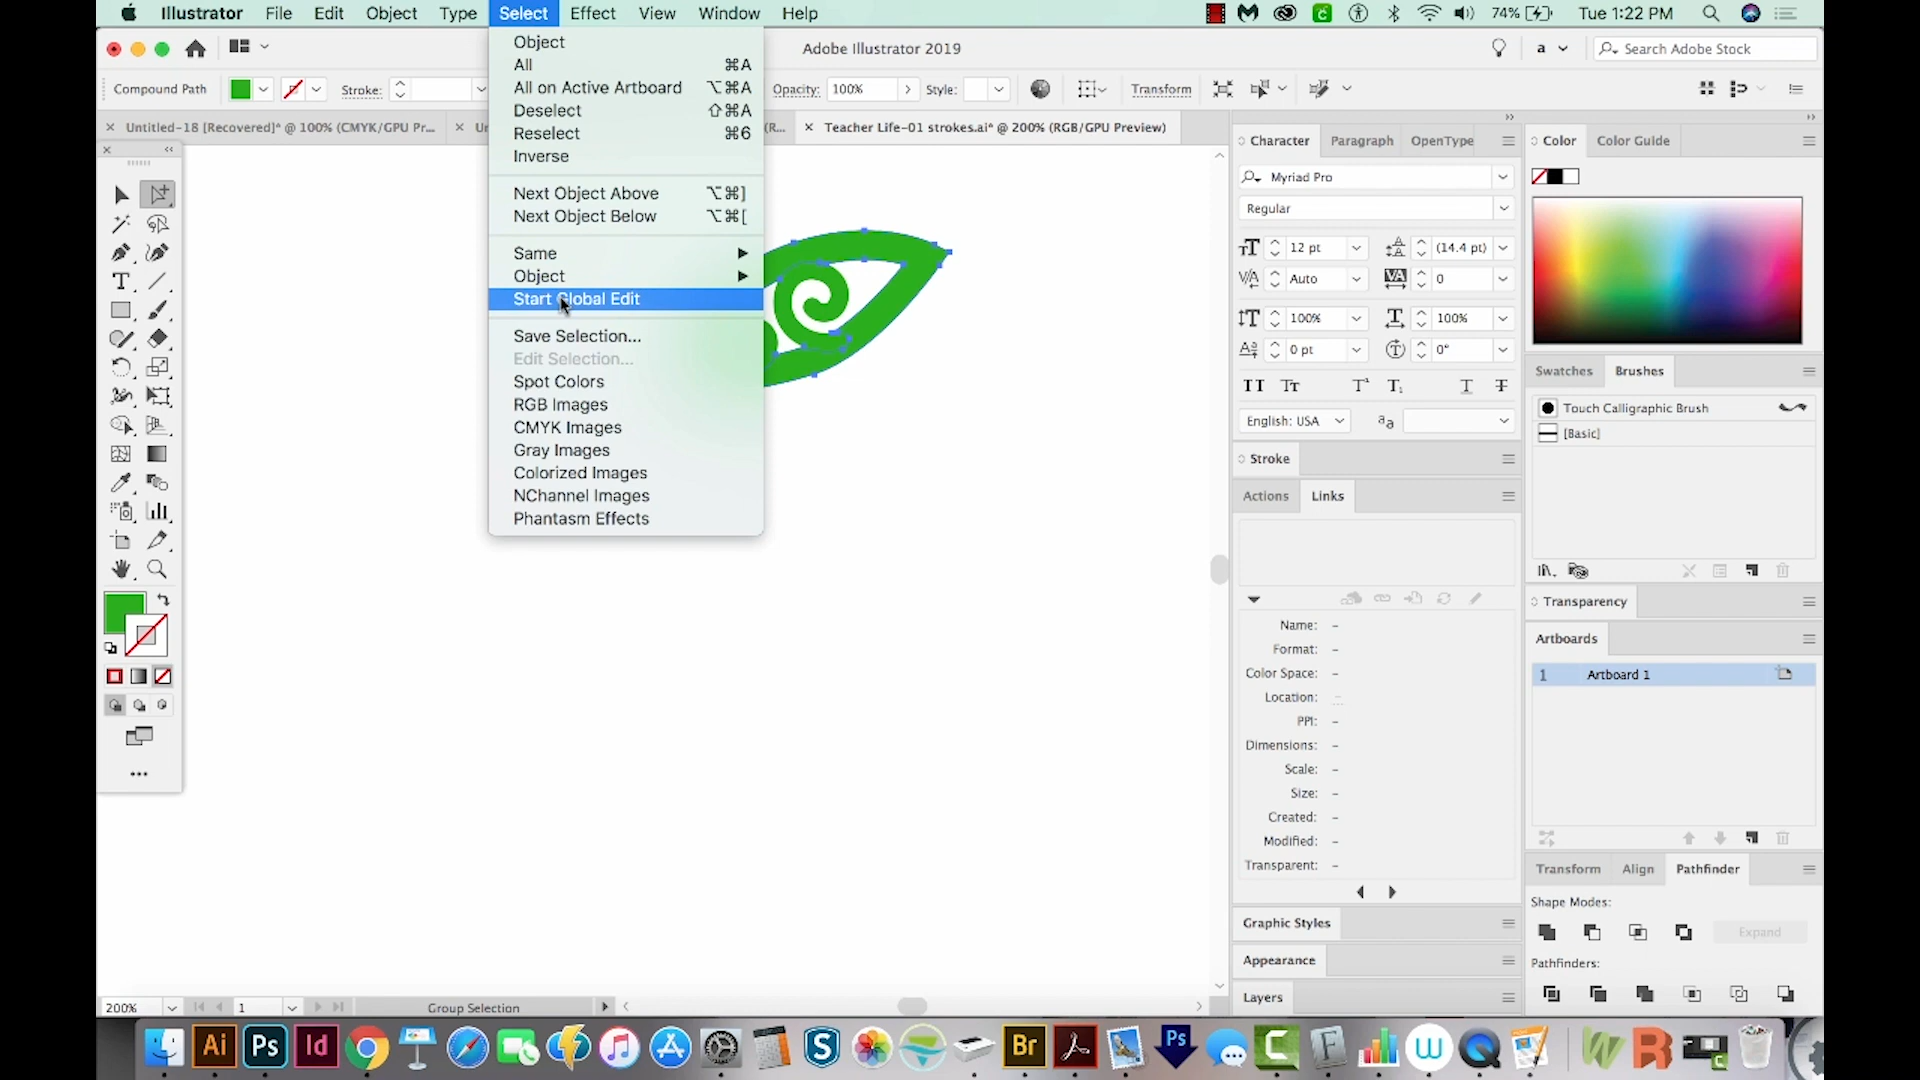 Illustrator File Edit Object Type Select Effect View Window Help 74% Tue 1:22 PM
Adobe Illustrator 2019 a Search Adobe Stock
Compound Path Stroke: Opacity: 100% Style: Transform
Untitled-18 [Recovered]* @ 100% (CMYK/GPU Pr... Teacher Life-01 strokes.ai* @ 200% (RGB/GPU Preview)
Object
All ⌘A
All on Active Artboard ⌥⌘A
Deselect ⇧⌘A
Reselect ⌘6
Inverse
Next Object Above ⌥⌘]
Next Object Below ⌥⌘[
Same
Object
Start Global Edit
Save Selection...
Edit Selection...
Spot Colors
RGB Images
CMYK Images
Gray Images
Colorized Images
NChannel Images
Phantasm Effects
Character Paragraph OpenType
Myriad Pro
Regular
12 pt (14.4 pt)
Auto 0
100% 100%
0 pt 0°
English: USA
Stroke
Actions Links
Name: –
Format: –
Color Space: –
Location: –
PPI: –
Dimensions: –
Scale: –
Size: –
Created: –
Modified: –
Transparent: –
Graphic Styles
Appearance
Layers
Color Color Guide
Swatches Brushes
Touch Calligraphic Brush
[Basic]
Transparency
Artboards
1 Artboard 1
Transform Align Pathfinder
Shape Modes:
Expand
Pathfinders:
200% 1 Group Selection
Ai Ps Id Br Ps